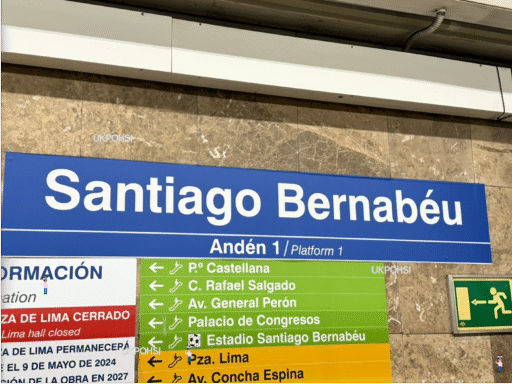 UKPOHSI
Santiago Bernabéu
Andén 1 / Platform 1
ORMACIÓN
ation
ZA DE LIMA CERRADO
Lima hall closed
ZA DE LIMA PERMANECERÁ
E EL 9 DE MAYO DE 2024
IÓN DE LA OBRA EN 2027
P.º Castellana
C. Rafael Salgado
Av. General Perón
Palacio de Congresos
Estadio Santiago Bernabéu
Pza. Lima
Av. Concha Espina
UKPOHSI